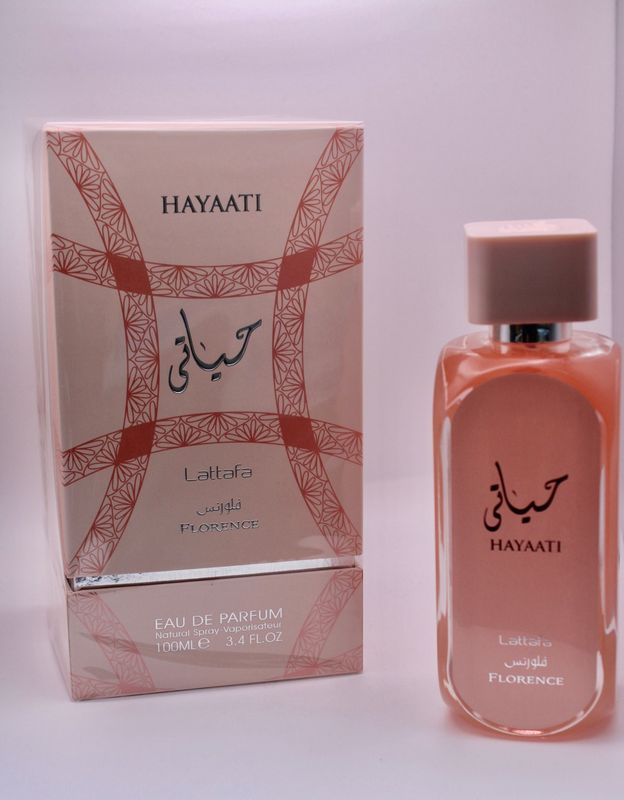 HAYAATI
حياتي
Lattafa
فلورنس
FLORENCE
EAU DE PARFUM
Natural Spray-Vaporisateur
100ML℮ 3.4 FL.OZ
حياتي
HAYAATI
Lattafa
فلورنس
FLORENCE